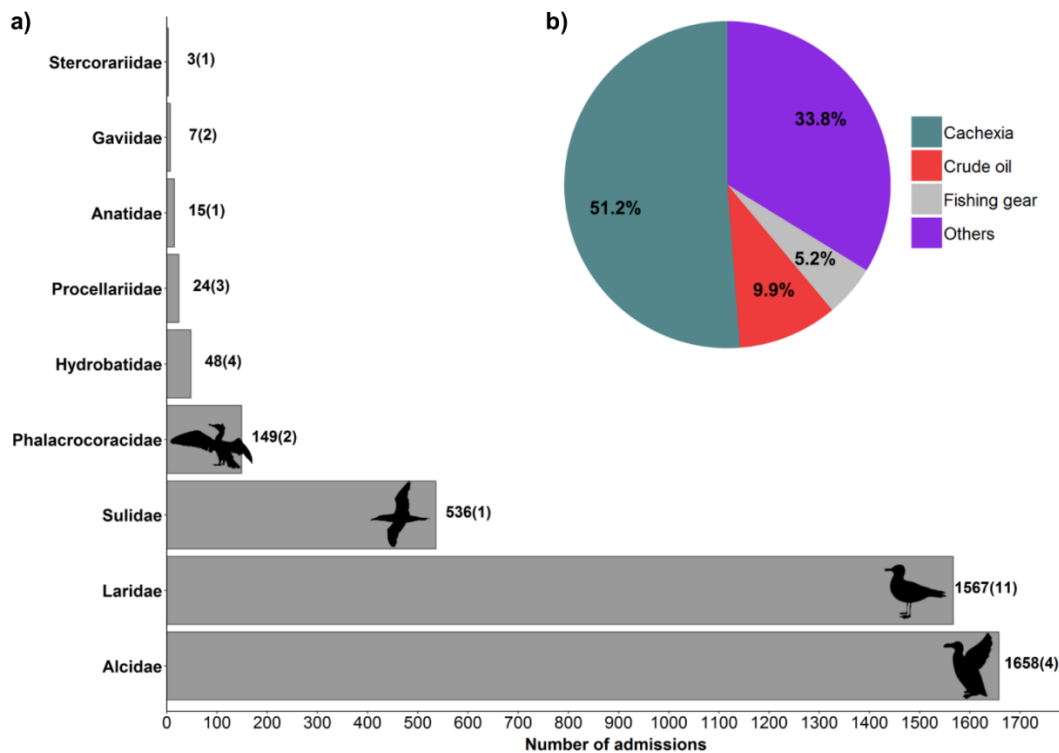 a)
Stercorariidae
3(1)
Gaviidae
7(2)
Anatidae
15(1)
Procellariidae
24(3)
Hydrobatidae
48(4)
Phalacrocoracidae
149(2)
Sulidae
536(1)
Laridae
1567(11)
Alcidae
1658(4)
0 100 200 300 400 500 600 700 800 900 1000 1100 1200 1300 1400 1500 1600 1700
Number of admissions
b)
33.8%
51.2%
5.2%
9.9%
Cachexia
Crude oil
Fishing gear
Others